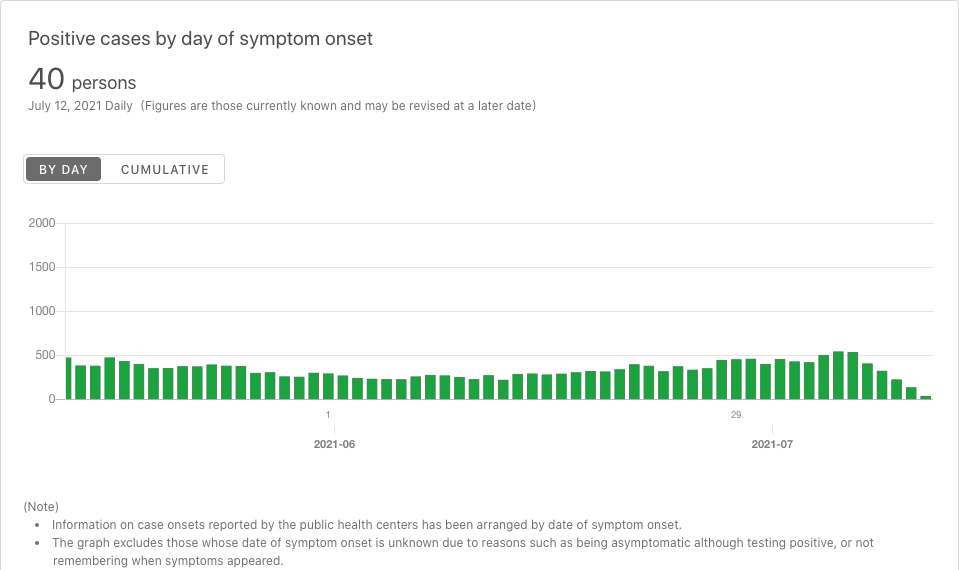 Positive cases by day of symptom onset
40 persons
July 12, 2021 Daily (Figures are those currently known and may be revised at a later date)
BY DAY CUMULATIVE
2000
1500
1000
500
0
1 29
2021-06 2021-07
(Note)
• Information on case onsets reported by the public health centers has been arranged by date of symptom onset.
• The graph excludes those whose date of symptom onset is unknown due to reasons such as being asymptomatic although testing positive, or not
remembering when symptoms appeared.